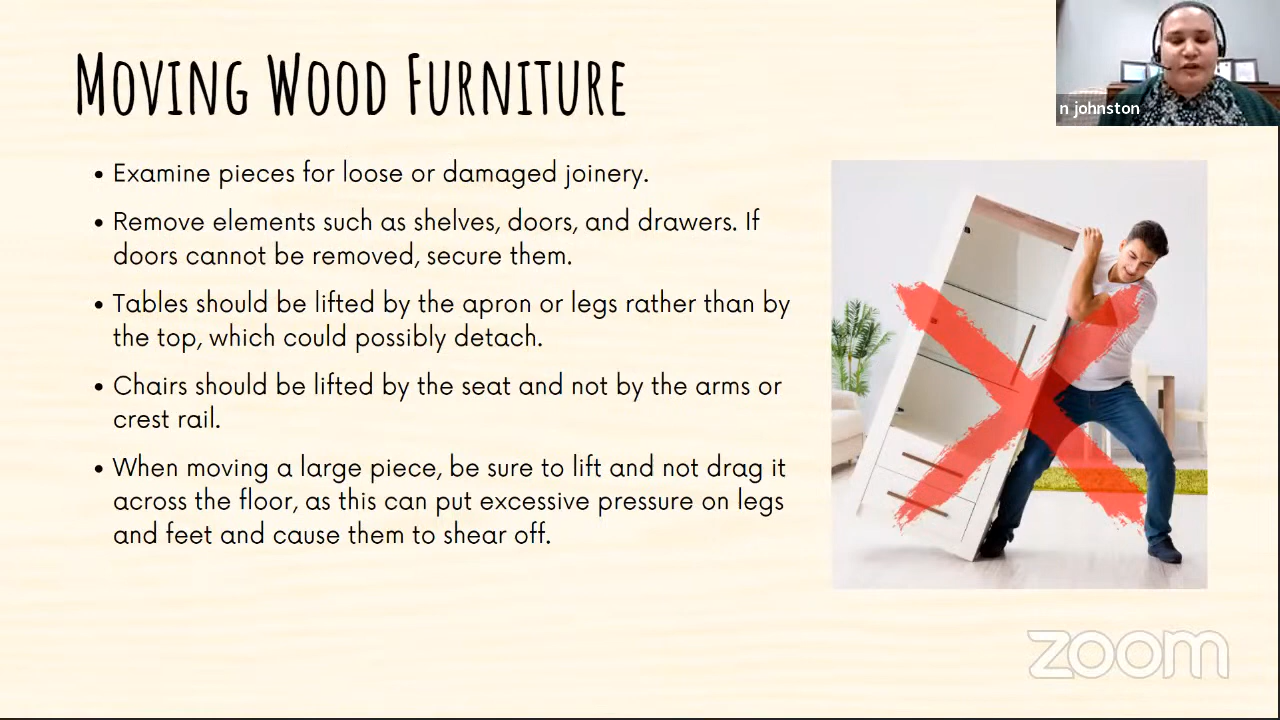 Moving Wood Furniture
n johnston
• Examine pieces for loose or damaged joinery.
• Remove elements such as shelves, doors, and drawers. If
doors cannot be removed, secure them.
• Tables should be lifted by the apron or legs rather than by
the top, which could possibly detach.
• Chairs should be lifted by the seat and not by the arms or
crest rail.
• When moving a large piece, be sure to lift and not drag it
across the floor, as this can put excessive pressure on legs
and feet and cause them to shear off.
zoom